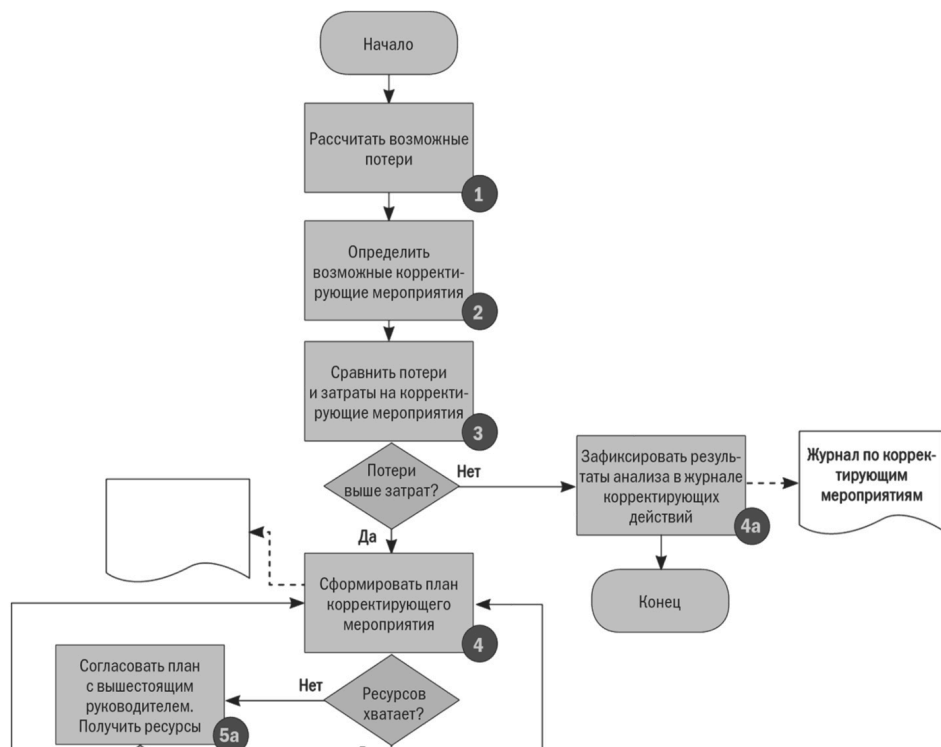 Начало
Рассчитать возможные
потери
1
Определить
возможные корректи-
рующие мероприятия
2
Сравнить потери
и затраты на корректи-
рующие мероприятия
3
Потери
выше затрат?
Нет
Зафиксировать резуль-
таты анализа в журнале
корректирующих
действий
4а
Журнал по коррек-
тирующим
мероприятиям
Да
Сформировать план
корректирующего
мероприятия
4
Конец
Согласовать план
с вышестоящим
руководителем.
Получить ресурсы
5а
Нет
Ресурсов
хватает?